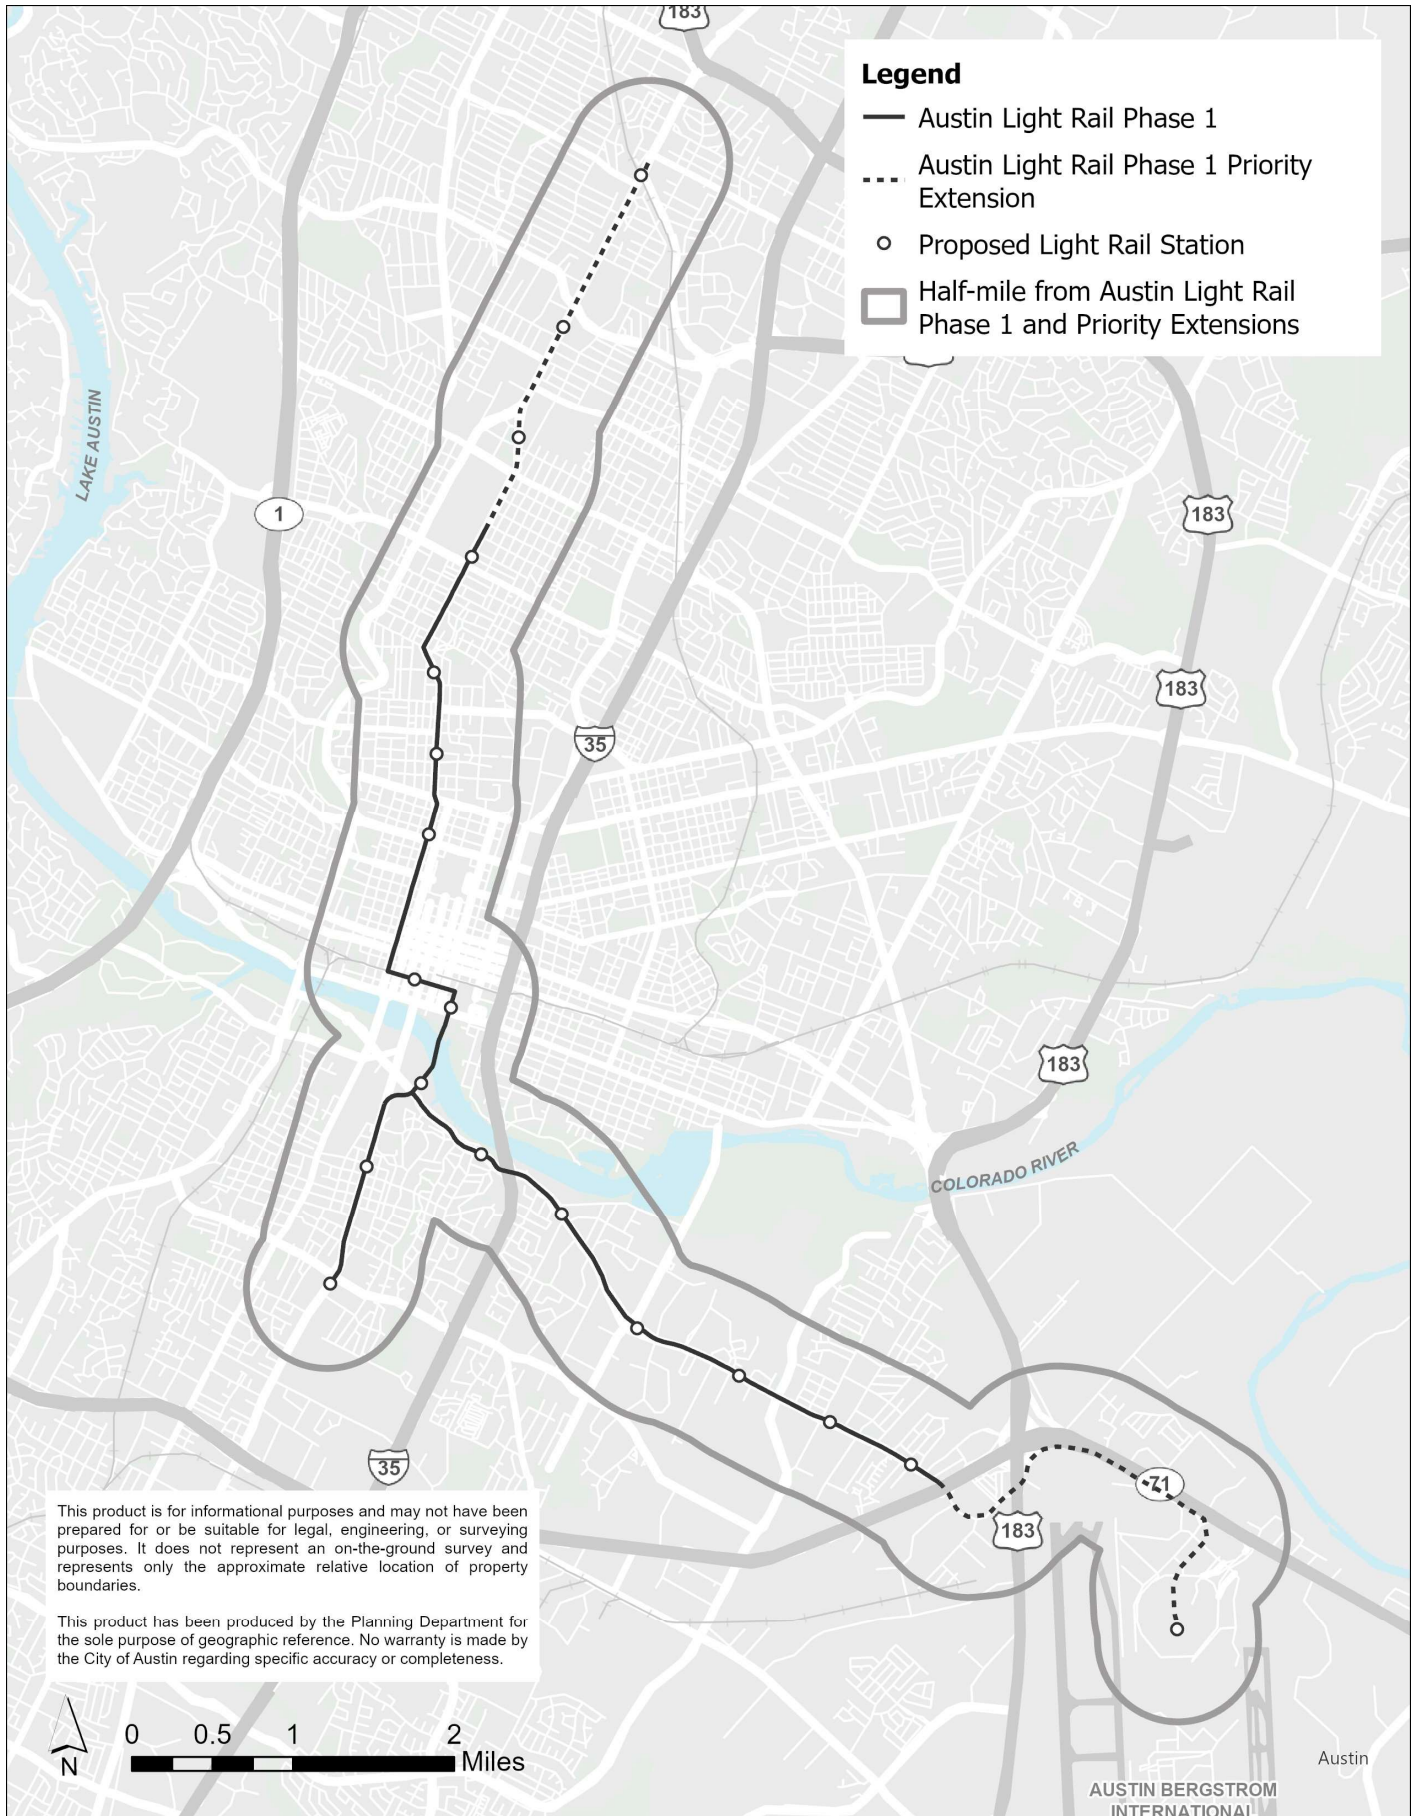 183
Legend
Austin Light Rail Phase 1
Austin Light Rail Phase 1 Priority
Extension
Proposed Light Rail Station
Half-mile from Austin Light Rail
Phase 1 and Priority Extensions
LAKE AUSTIN
1
183
183
35
183
COLORADO RIVER
35
71
183
This product is for informational purposes and may not have been
prepared for or be suitable for legal, engineering, or surveying
purposes. It does not represent an on-the-ground survey and
represents only the approximate relative location of property
boundaries.
This product has been produced by the Planning Department for
the sole purpose of geographic reference. No warranty is made by
the City of Austin regarding specific accuracy or completeness.
N
0 0.5 1 2
Miles
Austin
AUSTIN BERGSTROM
INTERNATIONAL